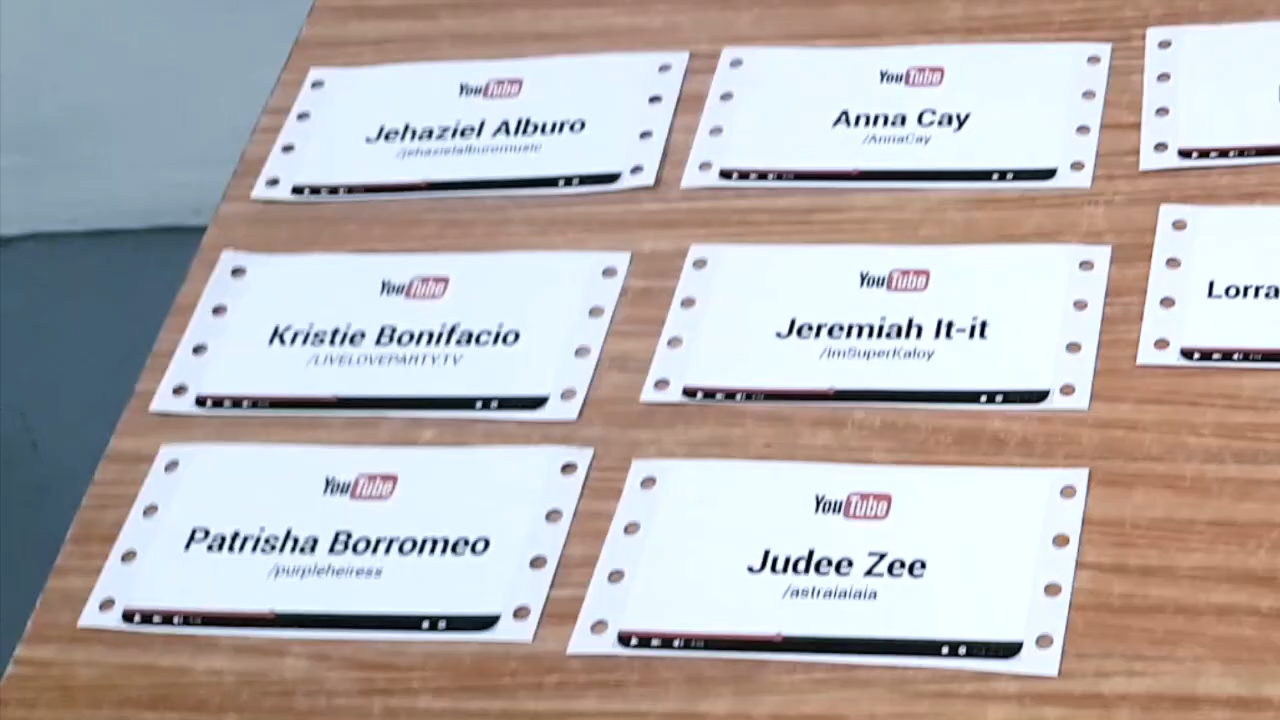 YouTube
Jehaziel Alburo
/jehazielalburomusic
YouTube
Anna Cay
/AnnaCay
YouTube
Kristie Bonifacio
/LIVELOVEPARTY.TV
YouTube
Jeremiah It-it
/ImSuperKaloy
Lorra
YouTube
Patrisha Borromeo
/purpleheiress
YouTube
Judee Zee
/astraiaiaia